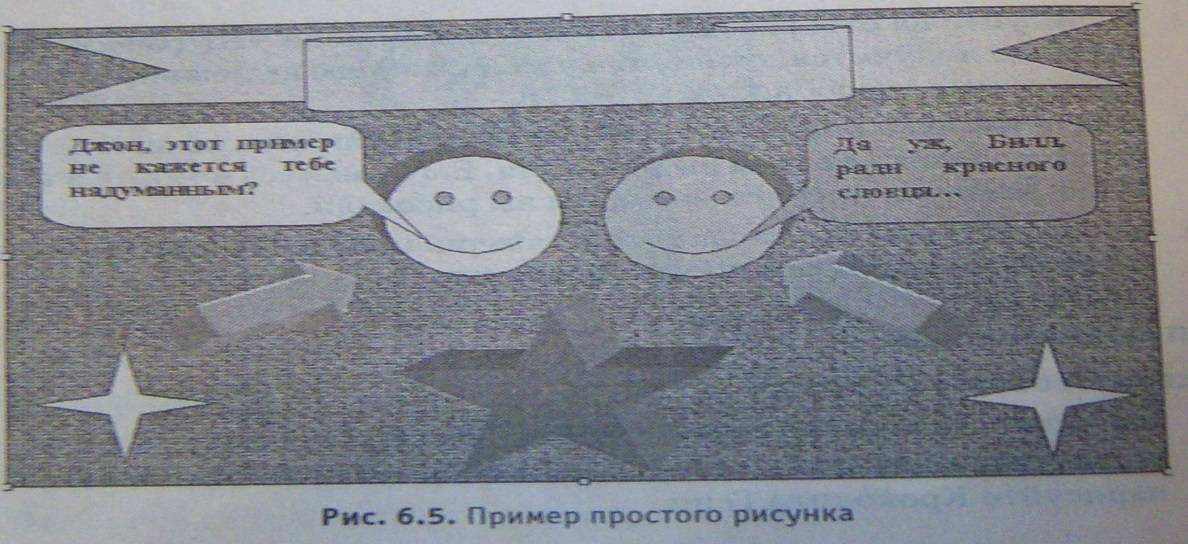 Джон, этот пример
не кажется тебе
надуманным?
Да уж, Билл,
ради красного
словца...
Рис. 6.5. Пример простого рисунка